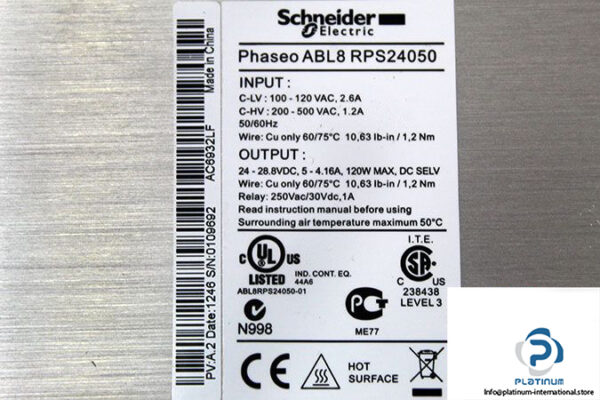 Schneider
Electric
Phaseo ABL8 RPS24050
INPUT :
C-LV : 100 - 120 VAC, 2.6A
C-HV : 200 - 500 VAC, 1.2A
50/60Hz
Wire: Cu only 60/75°C 10,63 lb-in / 1,2 Nm
OUTPUT :
24 - 28.8VDC, 5 - 4.16A, 120W MAX, DC SELV
Wire: Cu only 60/75°C 10,63 lb-in / 1,2 Nm
Relay: 250Vac/30Vdc,1A
Read instruction manual before using
Surrounding air temperature maximum 50°C
C UL US
LISTED
IND. CONT. EQ.
44A6
ABL8RPS24050-01
I.T.E.
SA
C US
238438
LEVEL 3
N998
ME77
CE
HOT
SURFACE
PV:A.2 Date:1246 S/N:0109692 AC6932LF Made in China
PLATINUM
Info@platinum-international.store